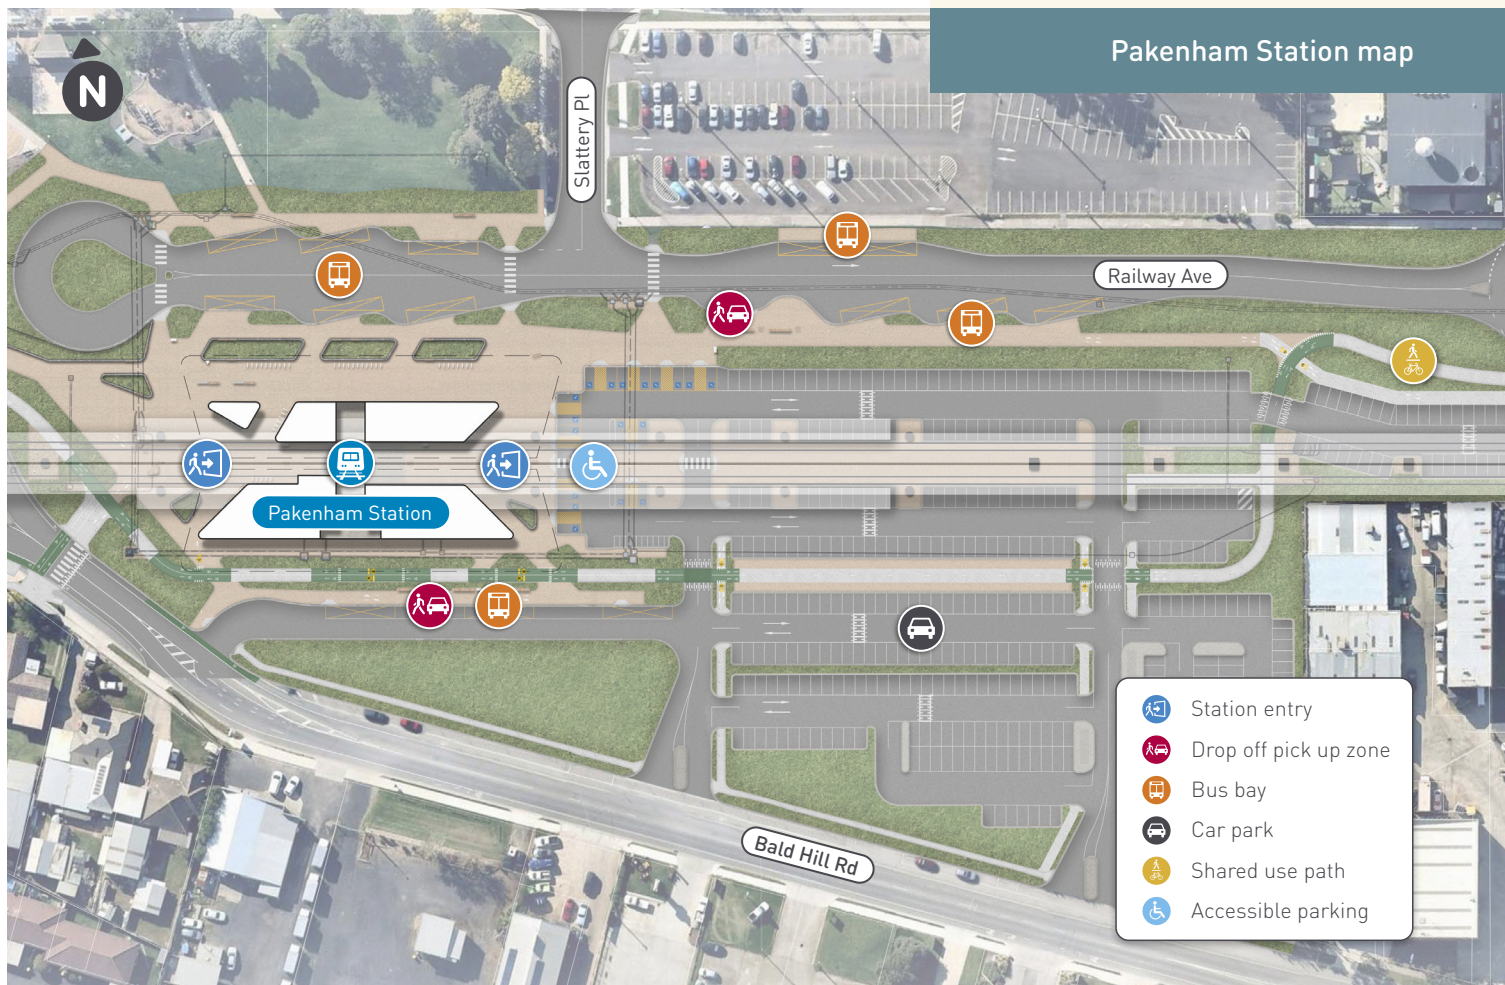 Pakenham Station map
N
Slattery Pl
Railway Ave
Pakenham Station
Bald Hill Rd
Station entry
Drop off pick up zone
Bus bay
Car park
Shared use path
Accessible parking